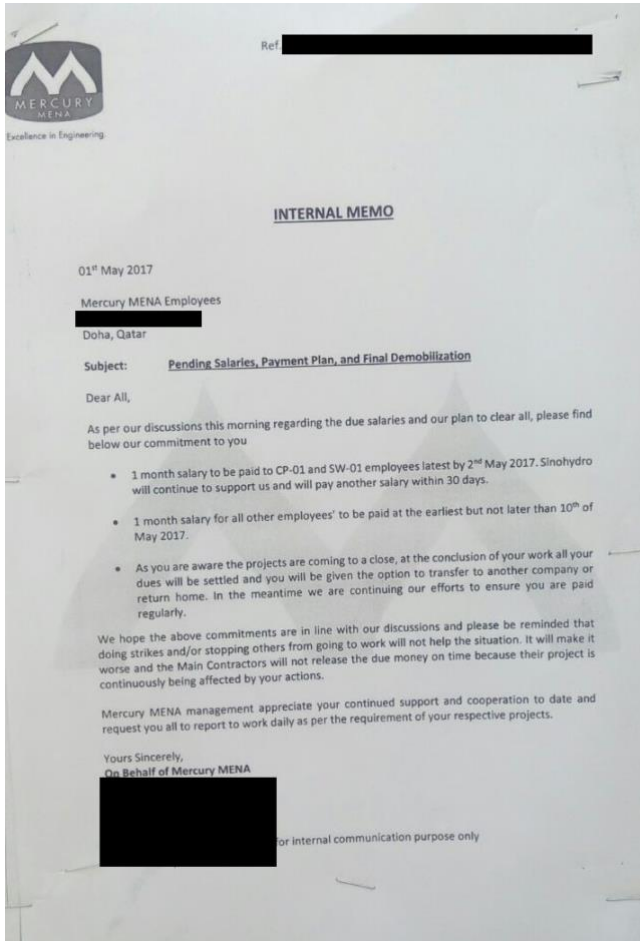 Ref.
MERCURY
MENA
Excellence in Engineering
INTERNAL MEMO
01st May 2017
Mercury MENA Employees
Doha, Qatar
Subject: Pending Salaries, Payment Plan, and Final Demobilization
Dear All,
As per our discussions this morning regarding the due salaries and our plan to clear all, please find
below our commitment to you
• 1 month salary to be paid to CP-01 and SW-01 employees latest by 2nd May 2017. Sinohydro
will continue to support us and will pay another salary within 30 days.
• 1 month salary for all other employees' to be paid at the earliest but not later than 10th of
May 2017.
• As you are aware the projects are coming to a close, at the conclusion of your work all your
dues will be settled and you will be given the option to transfer to another company or
return home. In the meantime we are continuing our efforts to ensure you are paid
regularly.
We hope the above commitments are in line with our discussions and please be reminded that
doing strikes and/or stopping others from going to work will not help the situation. It will make it
worse and the Main Contractors will not release the due money on time because their project is
continuously being affected by your actions.
Mercury MENA management appreciate your continued support and cooperation to date and
request you all to report to work daily as per the requirement of your respective projects.
Yours Sincerely,
On Behalf of Mercury MENA
for internal communication purpose only